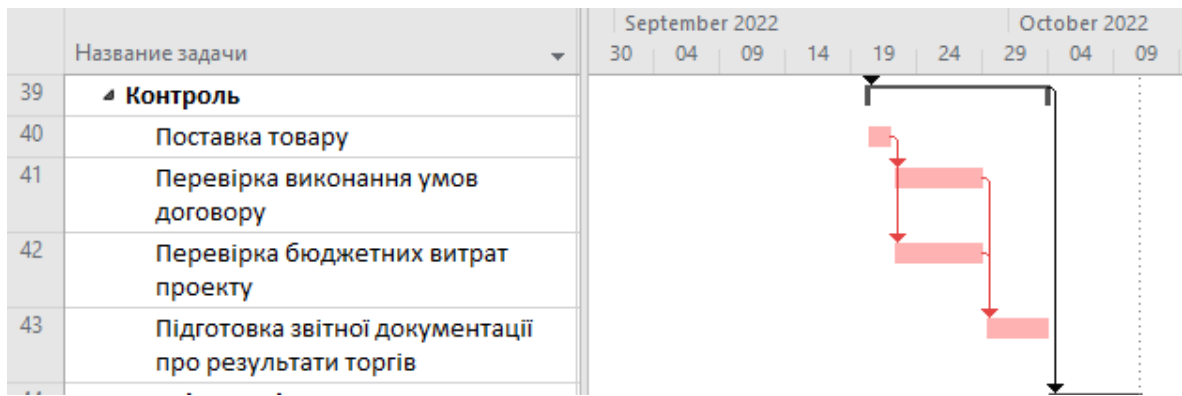 September 2022 October 2022
Название задачи 30 04 09 14 19 24 29 04 09
39 Контроль
40 Поставка товару
41 Перевірка виконання умов
договору
42 Перевірка бюджетних витрат
проекту
43 Підготовка звітної документації
про результати торгів